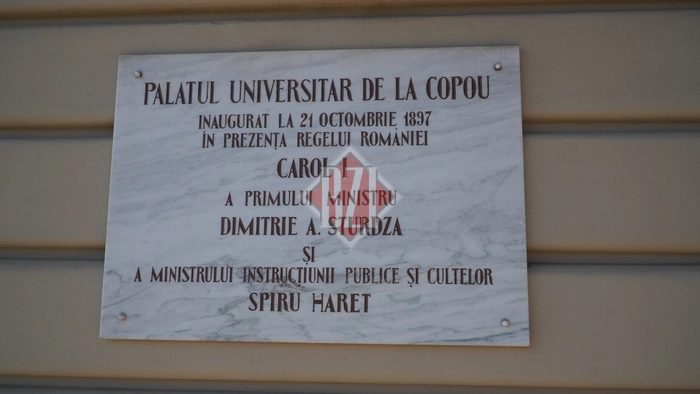 PALATUL UNIVERSITAR DE LA COPOU
INAUGURAT LA 21 OCTOMBRIE 1897
ÎN PREZENȚA REGELUI ROMÂNIEI
CAROL I
A PRIMULUI MINISTRU
DIMITRIE A. STURDZA
ȘI
A MINISTRULUI INSTRUCȚIUNII PUBLICE ȘI CULTELOR
SPIRU HARET
BZI